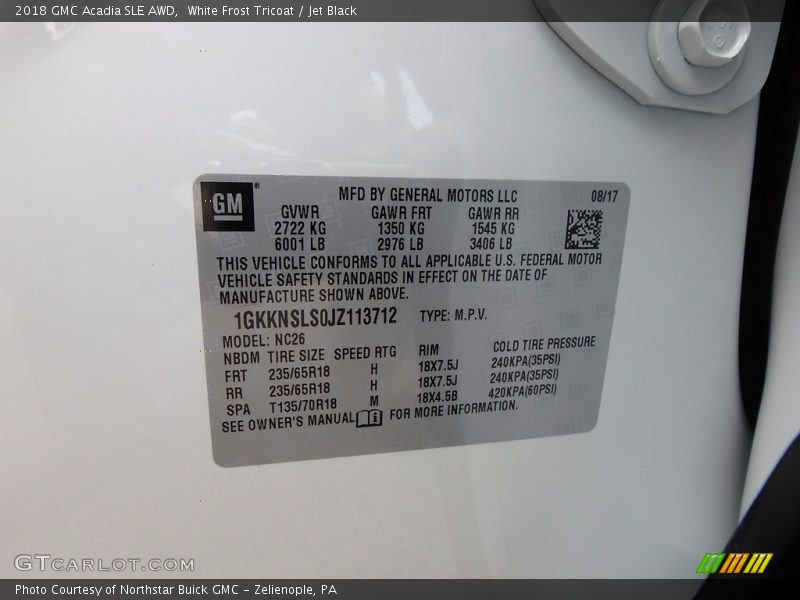 2018 GMC Acadia SLE AWD,  White Frost Tricoat / Jet Black
GM
MFD BY GENERAL MOTORS LLC 08/17
GVWR GAWR FRT GAWR RR
2722 KG 1350 KG 1545 KG
6001 LB 2976 LB 3406 LB
THIS VEHICLE CONFORMS TO ALL APPLICABLE U.S. FEDERAL MOTOR
VEHICLE SAFETY STANDARDS IN EFFECT ON THE DATE OF
MANUFACTURE SHOWN ABOVE.
1GKKNSLS0JZ113712 TYPE: M.P.V.
MODEL: NC26
NBDM TIRE SIZE SPEED RTG RIM COLD TIRE PRESSURE
FRT 235/65R18 H 18X7.5J 240KPA(35PSI)
RR 235/65R18 H 18X7.5J 240KPA(35PSI)
SPA T135/70R18 M 18X4.5B 420KPA(60PSI)
SEE OWNER'S MANUAL FOR MORE INFORMATION.
GTCARLOT.COM
Photo Courtesy of Northstar Buick GMC - Zelienople, PA